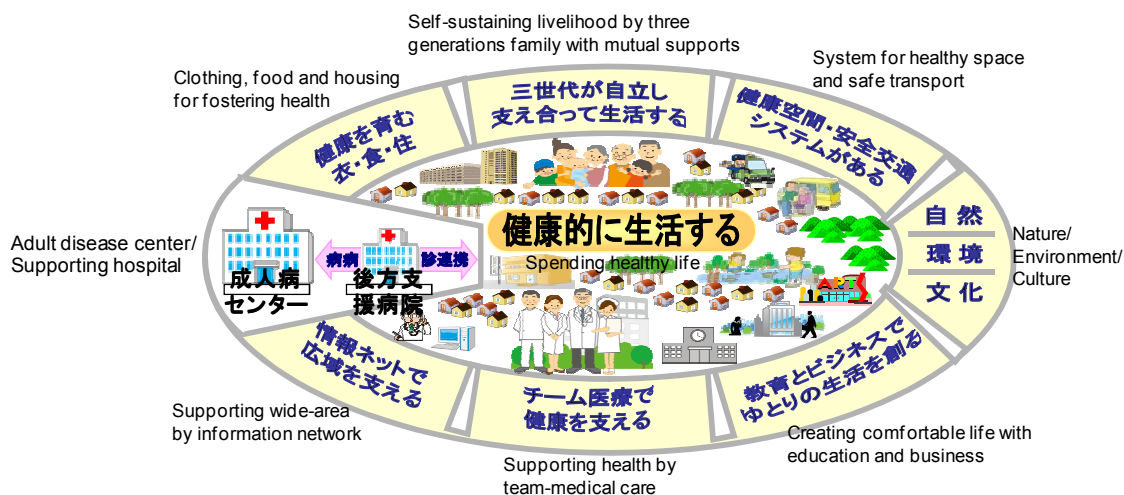 Self-sustaining livelihood by three
generations family with mutual supports
Clothing, food and housing
for fostering health
System for healthy space
and safe transport
三世代が自立し
支え合って生活する
健康を育む
衣・食・住
健康空間・安全交通
システムがある
健康的に生活する
Spending healthy life
自然
環境
文化
Nature/
Environment/
Culture
Adult disease center/
Supporting hospital
病病
診連携
成人病
センター
後方支
援病院
ART
情報ネットで
広域を支える
チーム医療で
健康を支える
教育とビジネスで
ゆとりの生活を創る
Supporting wide-area
by information network
Supporting health by
team-medical care
Creating comfortable life with
education and business